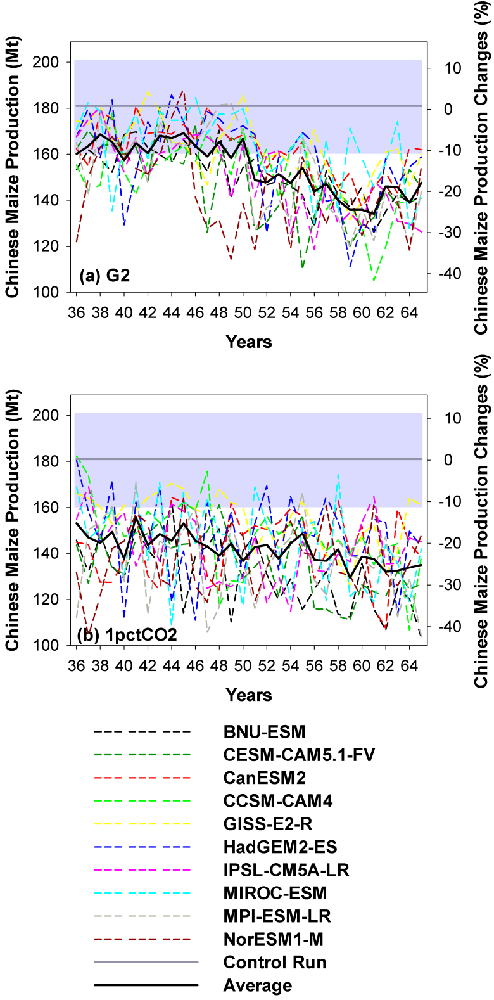 Chinese Maize Production (Mt)
200
180
160
140
120
100
10
0
-10
-20
-30
-40
Chinese Maize Production Changes (%)
(a) G2
36 38 40 42 44 46 48 50 52 54 56 58 60 62 64
Years
Chinese Maize Production (Mt)
200
180
160
140
120
100
10
0
-10
-20
-30
-40
Chinese Maize Production Changes (%)
(b) 1pctCO2
36 38 40 42 44 46 48 50 52 54 56 58 60 62 64
Years
BNU-ESM
CESM-CAM5.1-FV
CanESM2
CCSM-CAM4
GISS-E2-R
HadGEM2-ES
IPSL-CM5A-LR
MIROC-ESM
MPI-ESM-LR
NorESM1-M
Control Run
Average